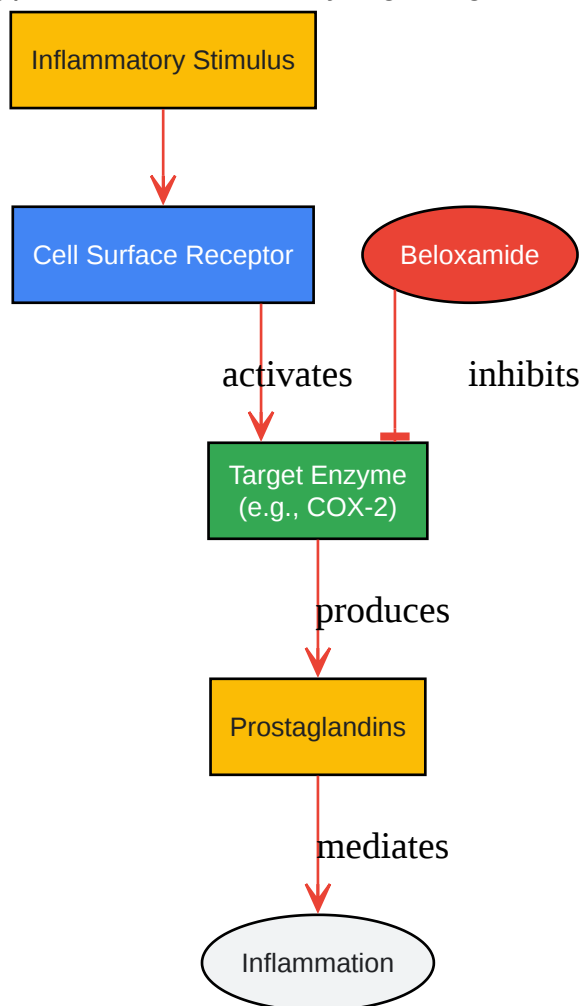 Inflammatory Stimulus
Cell Surface Receptor
Beloxamide
activates
inhibits
Target Enzyme
(e.g., COX-2)
produces
Prostaglandins
mediates
Inflammation